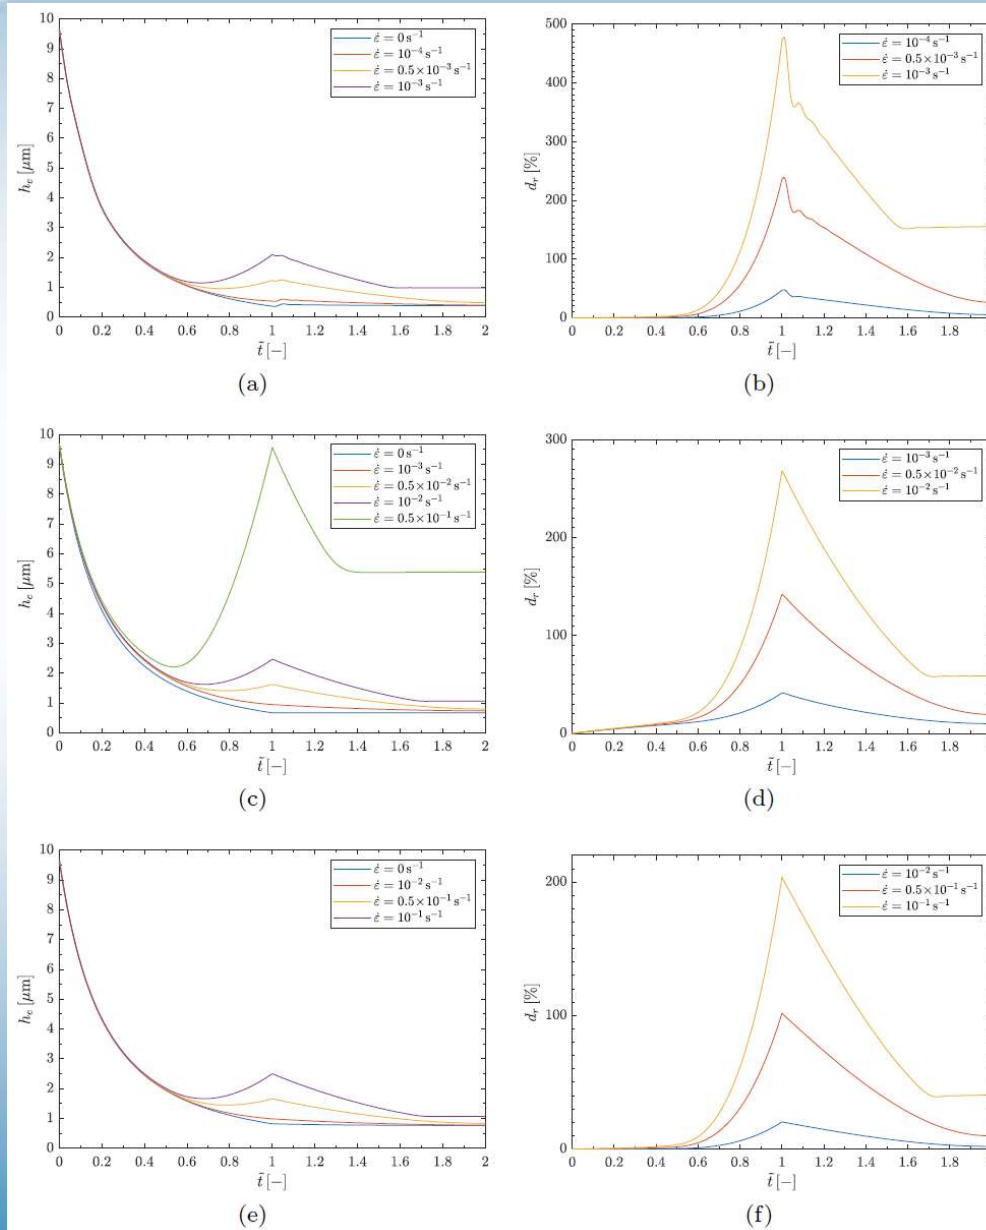 10
9
8
7
6
5
4
3
2
1
0
h_c [μm]
ε̇ = 0 s⁻¹
ε̇ = 10⁻⁴ s⁻¹
ε̇ = 0.5×10⁻³ s⁻¹
ε̇ = 10⁻³ s⁻¹
0 0.2 0.4 0.6 0.8 1 1.2 1.4 1.6 1.8 2
t̃ [−]
(a)
500
400
300
200
100
0
d_r [%]
ε̇ = 10⁻⁴ s⁻¹
ε̇ = 0.5×10⁻³ s⁻¹
ε̇ = 10⁻³ s⁻¹
0 0.2 0.4 0.6 0.8 1 1.2 1.4 1.6 1.8
t̃ [−]
(b)
10
9
8
7
6
5
4
3
2
1
0
h_c [μm]
ε̇ = 0 s⁻¹
ε̇ = 10⁻³ s⁻¹
ε̇ = 0.5×10⁻² s⁻¹
ε̇ = 10⁻² s⁻¹
ε̇ = 0.5×10⁻¹ s⁻¹
0 0.2 0.4 0.6 0.8 1 1.2 1.4 1.6 1.8 2
t̃ [−]
(c)
300
200
100
0
d_r [%]
ε̇ = 10⁻³ s⁻¹
ε̇ = 0.5×10⁻² s⁻¹
ε̇ = 10⁻² s⁻¹
0 0.2 0.4 0.6 0.8 1 1.2 1.4 1.6 1.8
t̃ [−]
(d)
10
9
8
7
6
5
4
3
2
1
0
h_c [μm]
ε̇ = 0 s⁻¹
ε̇ = 10⁻² s⁻¹
ε̇ = 0.5×10⁻¹ s⁻¹
ε̇ = 10⁻¹ s⁻¹
0 0.2 0.4 0.6 0.8 1 1.2 1.4 1.6 1.8 2
t̃ [−]
(e)
200
100
0
d_r [%]
ε̇ = 10⁻² s⁻¹
ε̇ = 0.5×10⁻¹ s⁻¹
ε̇ = 10⁻¹ s⁻¹
0 0.2 0.4 0.6 0.8 1 1.2 1.4 1.6 1.8
t̃ [−]
(f)